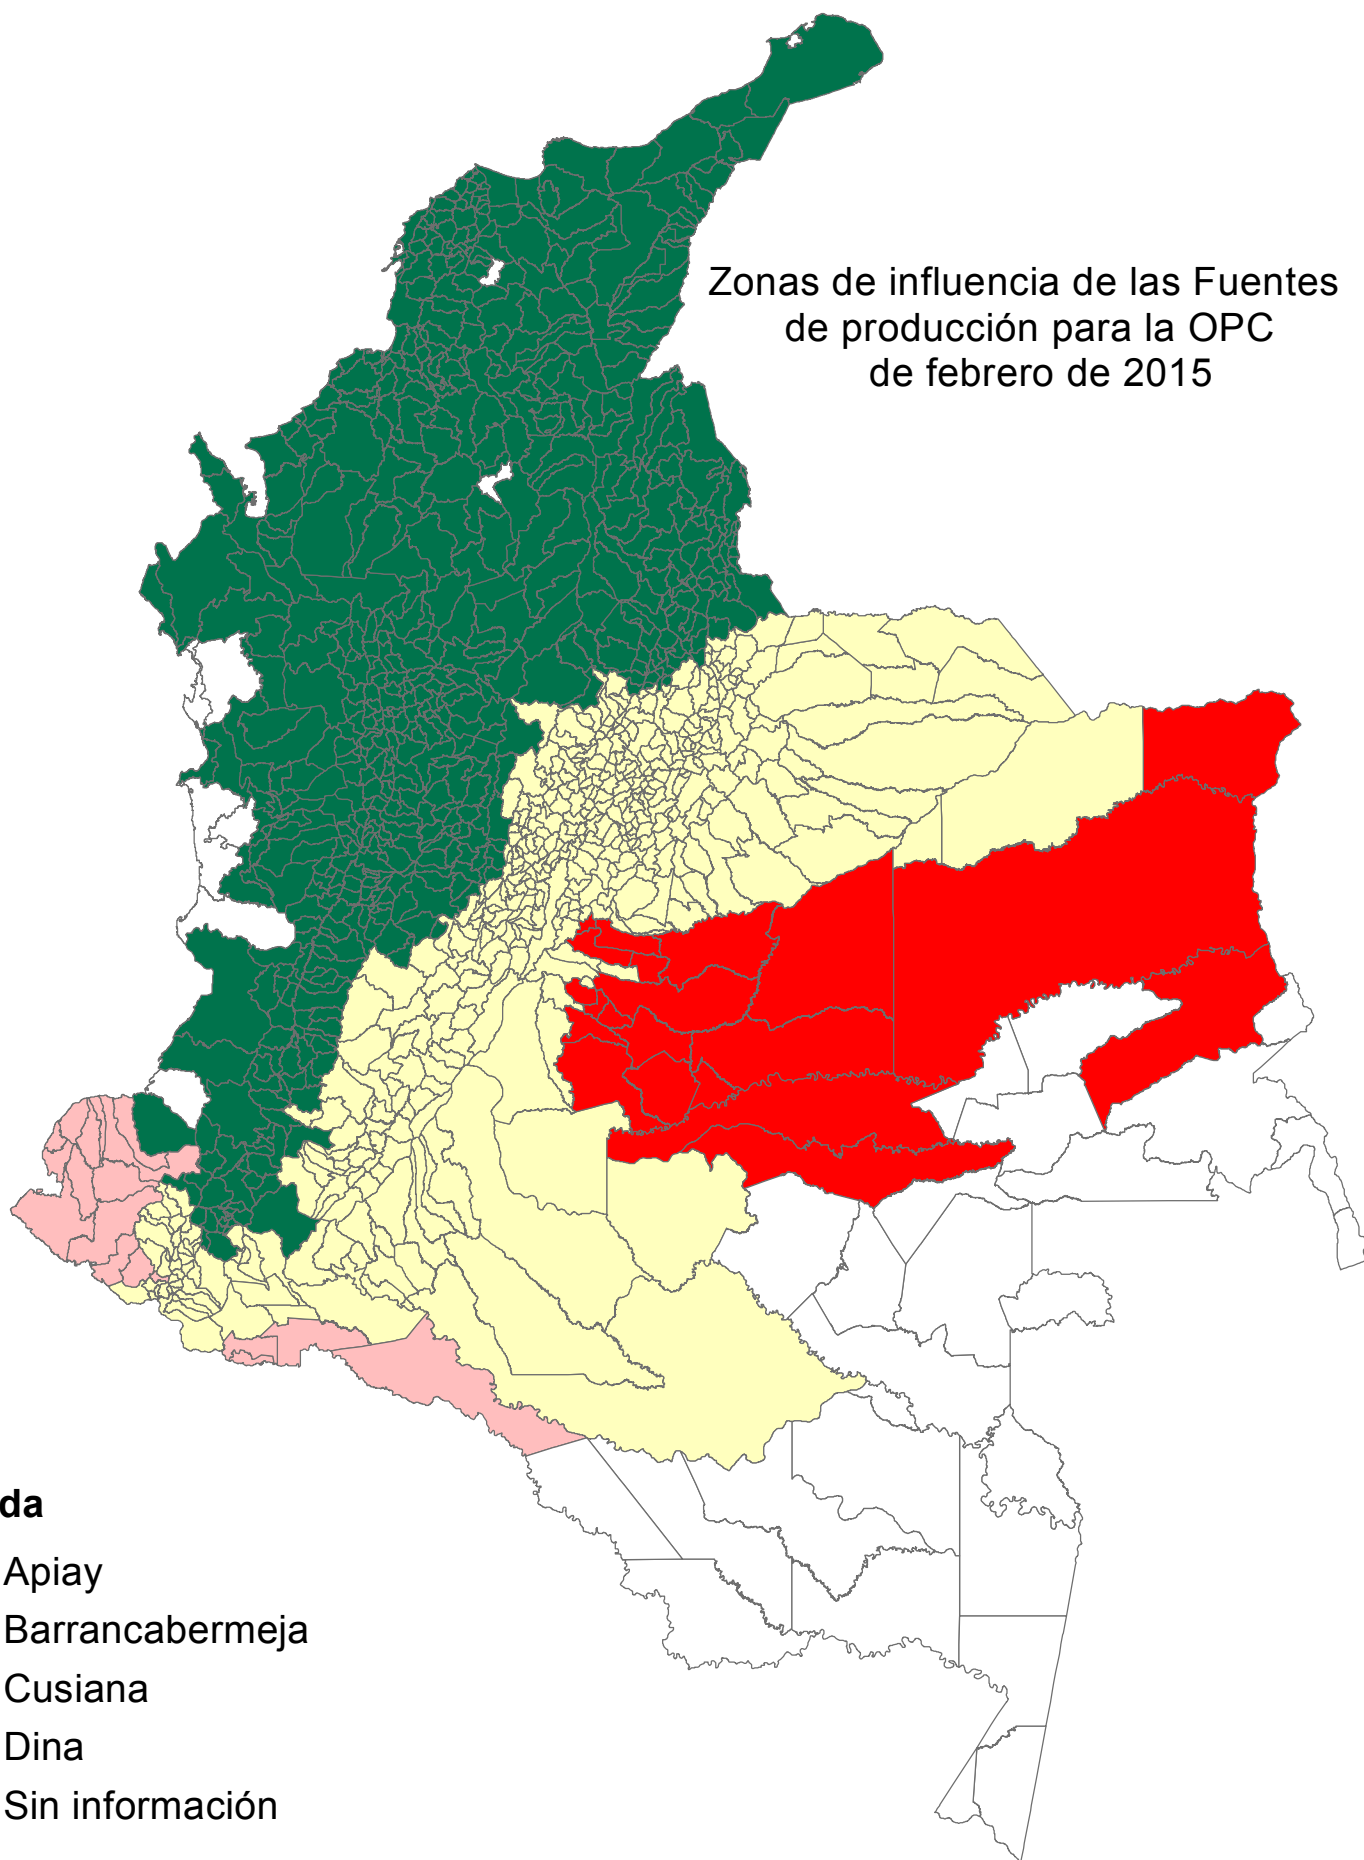 Zonas de influencia de las Fuentes
de producción para la OPC
de febrero de 2015
da
Apiay
Barrancabermeja
Cusiana
Dina
Sin información